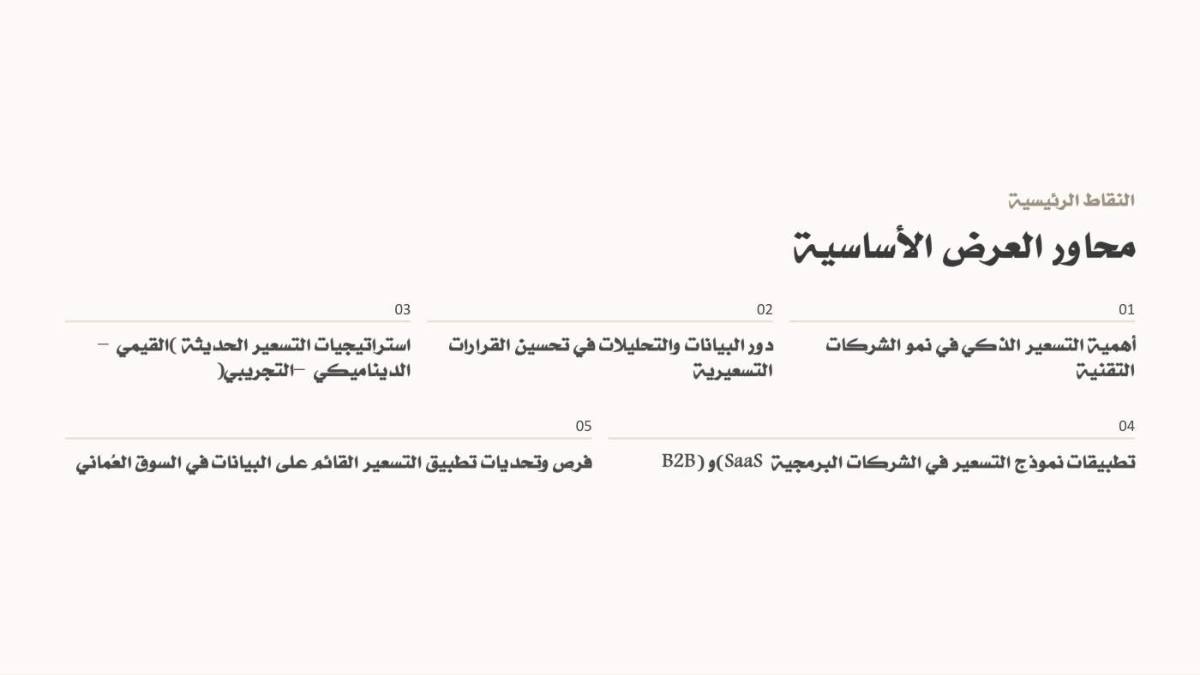 النقاط الرئيسية
محاور العرض الأساسية
01
أهمية التسعير الذكي في نمو الشركات
التقنية
02
دور البيانات والتحليلات في تحسين القرارات
التسعيرية
03
استراتيجيات التسعير الحديثة )القيمي –
الديناميكي –التجريبي(
04
تطبيقات نموذج التسعير في الشركات البرمجية SaaS)و (B2B
05
فرص وتحديات تطبيق التسعير القائم على البيانات في السوق العُماني